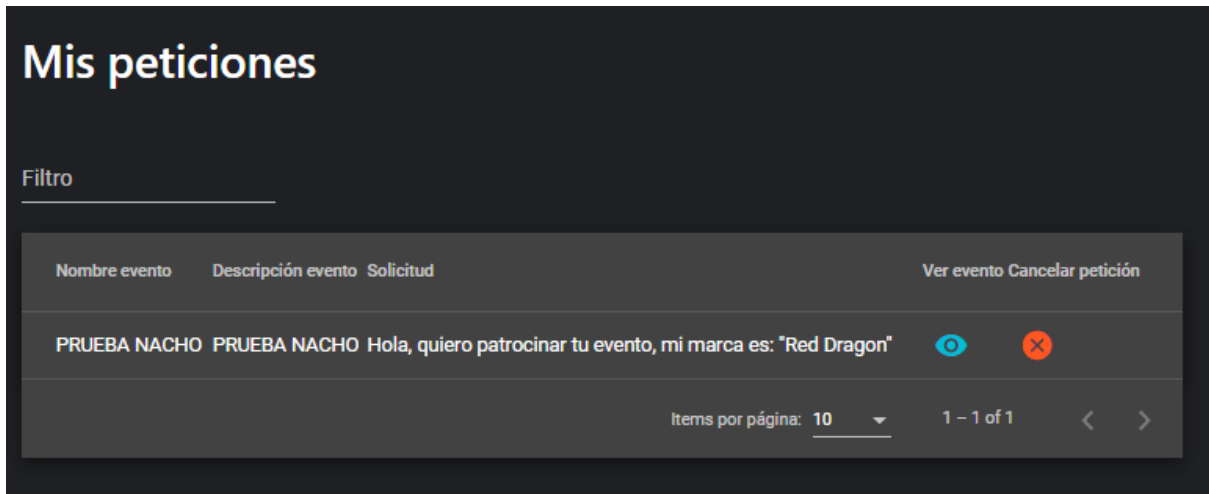 Mis peticiones
Filtro
Nombre evento Descripción evento Solicitud Ver evento Cancelar petición
PRUEBA NACHO PRUEBA NACHO Hola, quiero patrocinar tu evento, mi marca es: "Red Dragon"
Items por página: 10 1 – 1 of 1